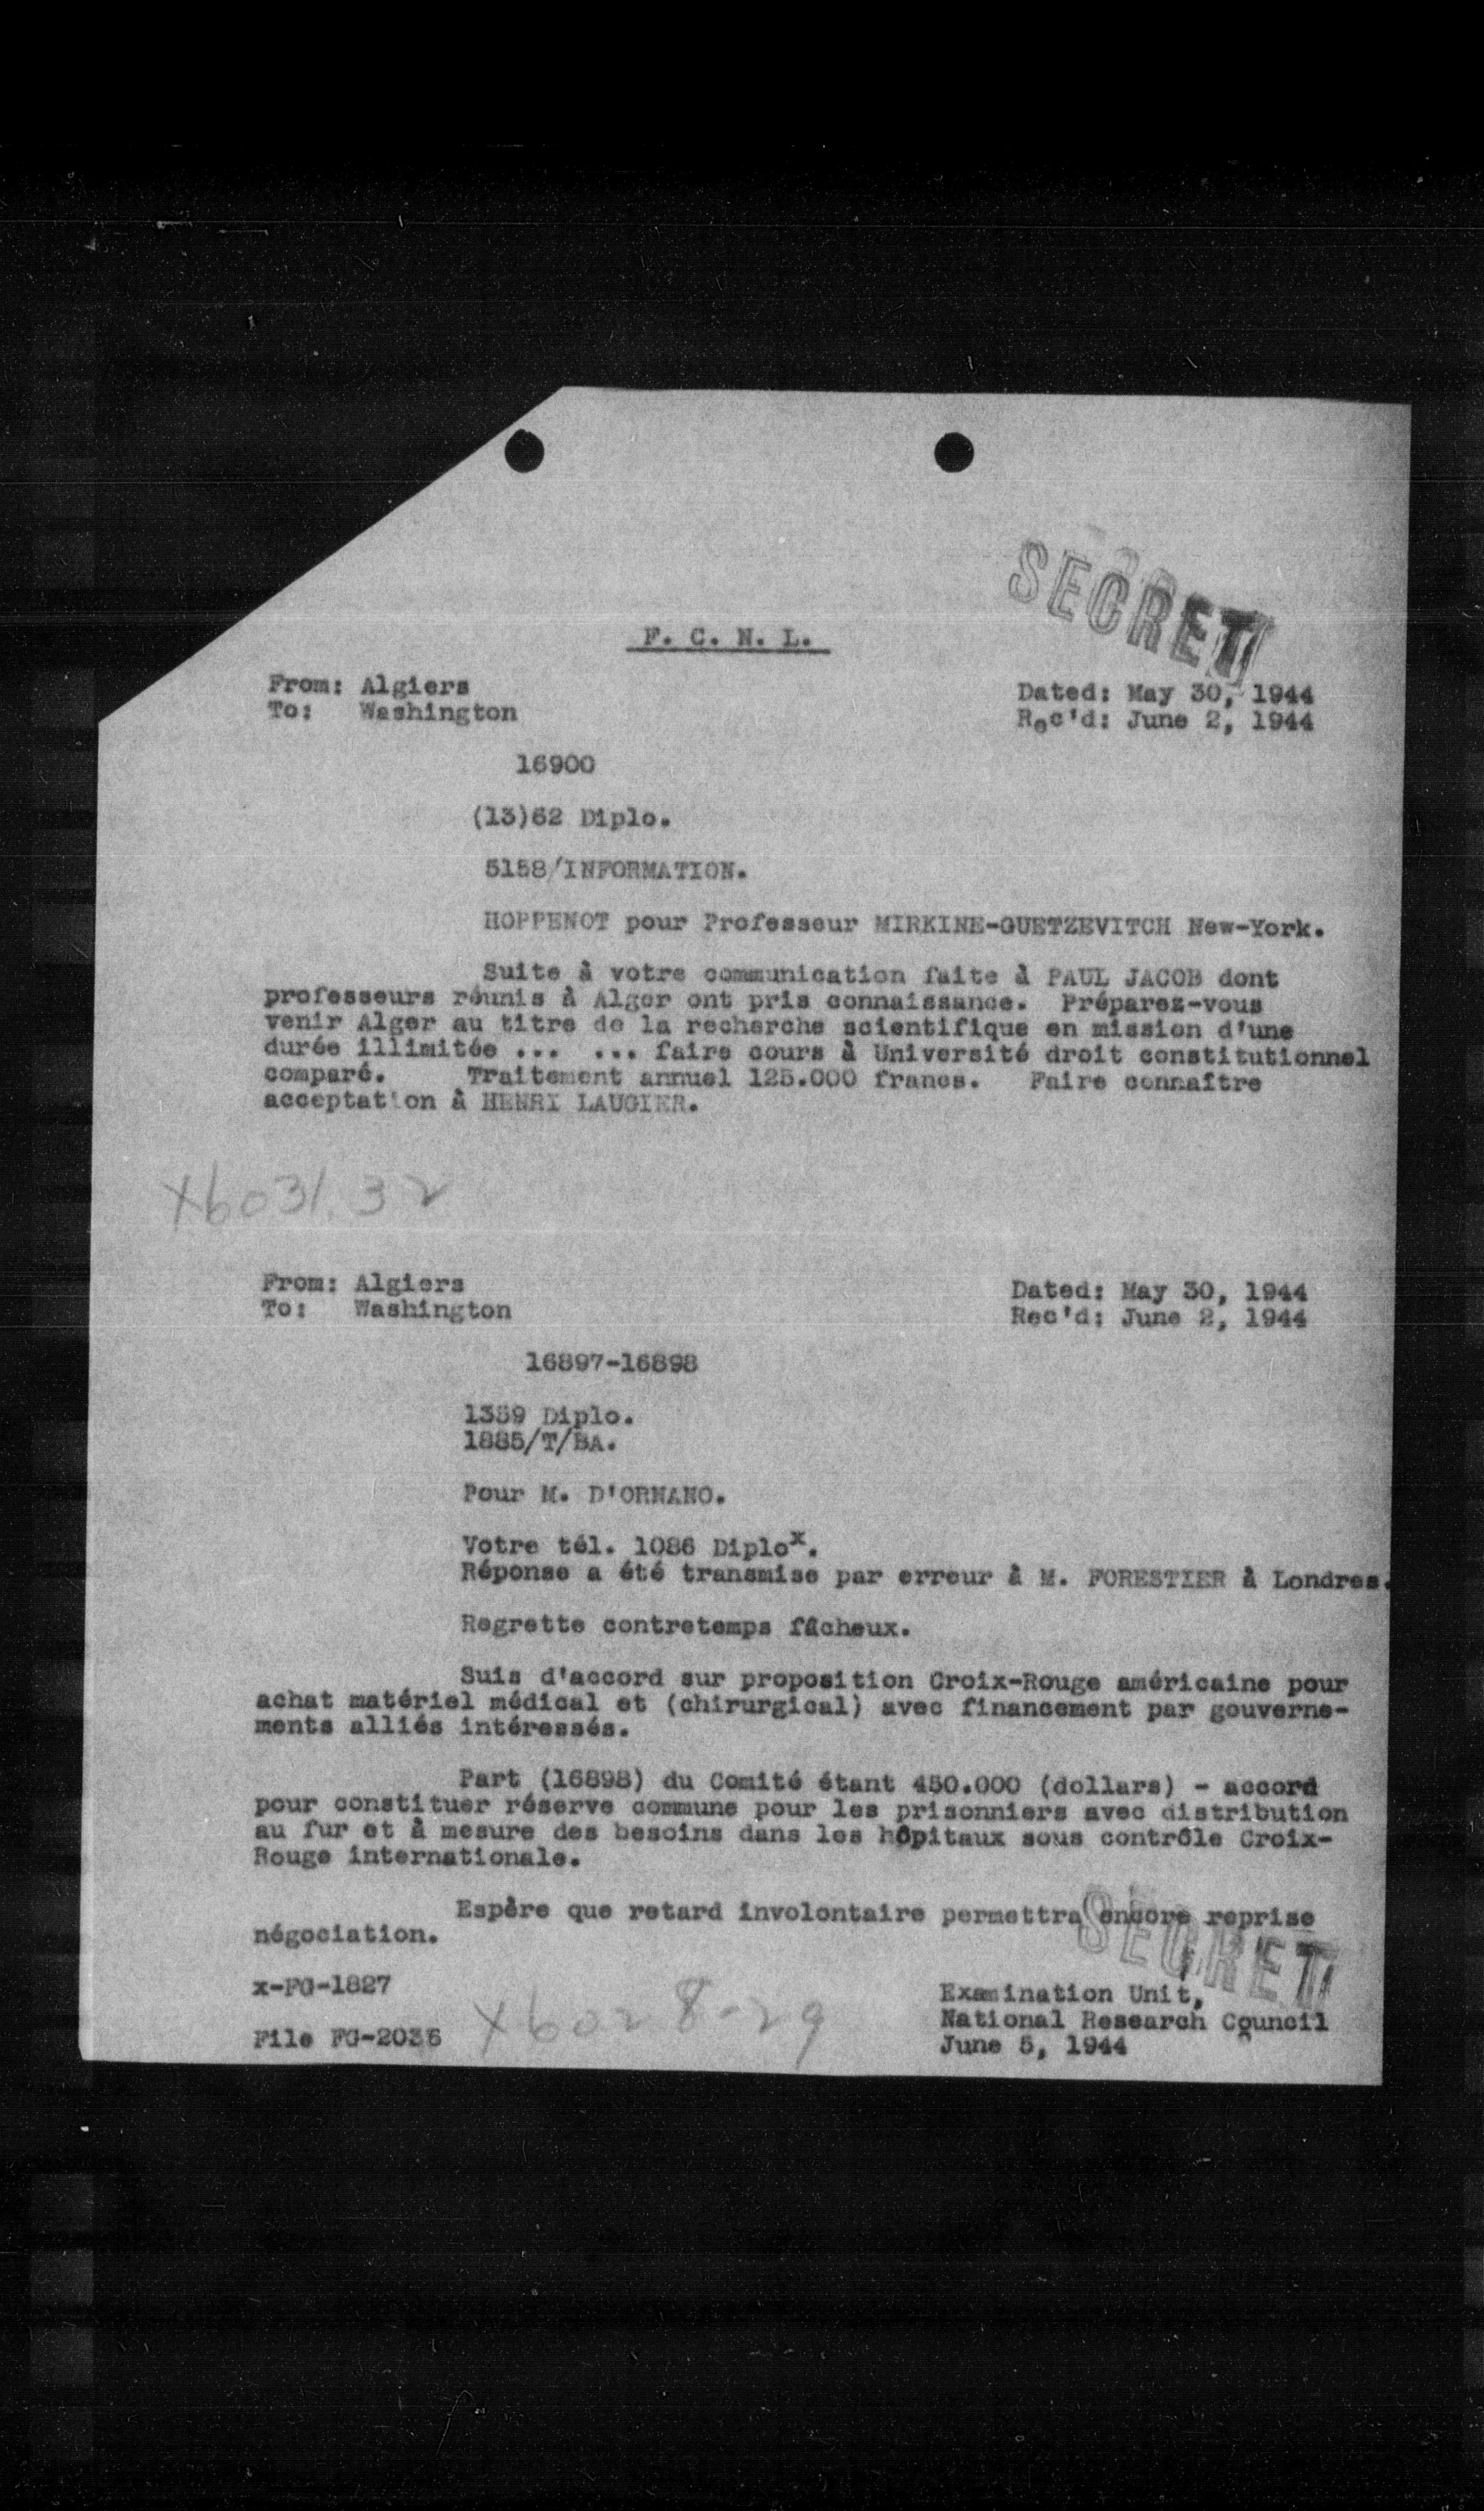 SECRET
F. C. N. L.
From: Algiers
Dated: May 30, 1944
To: Washington
Rec'd: June 2, 1944
16900
(13)62 Diplo.
5158/INFORMATION.
HOPPENOT pour Professeur MIRKINE-GUETZEVITCH New-York.
Suite à votre communication faite à PAUL JACOB dont
professeurs réunis à Alger ont pris connaissance. Préparez-vous
venir Alger au titre de la recherche scientifique en mission d'une
durée illimitée ... ... faire cours à Université droit constitutionnel
comparé. Traitement annuel 125.000 francs. Faire connaître
acceptation à HENRI LAUGIER.
X6031.32
From: Algiers
Dated: May 30, 1944
To: Washington
Rec'd: June 2, 1944
16897-16898
1359 Diplo.
1885/T/BA.
Pour M. D'ORNANO.
Votre tél. 1086 Diplox.
Réponse a été transmise par erreur à M. FORESTIER à Londres.
Regrette contretemps fâcheux.
Suis d'accord sur proposition Croix-Rouge américaine pour
achat matériel médical et (chirurgical) avec financement par gouverne-
ments alliés intéressés.
Part (16898) du Comité étant 450.000 (dollars) - accord
pour constituer réserve commune pour les prisonniers avec distribution
au fur et à mesure des besoins dans les hôpitaux sous contrôle Croix-
Rouge internationale.
Espère que retard involontaire permettra encore reprise
négociation.
SECRET
x-FG-1827
Examination Unit,
National Research Council
File FG-2036
X6028-29
June 5, 1944